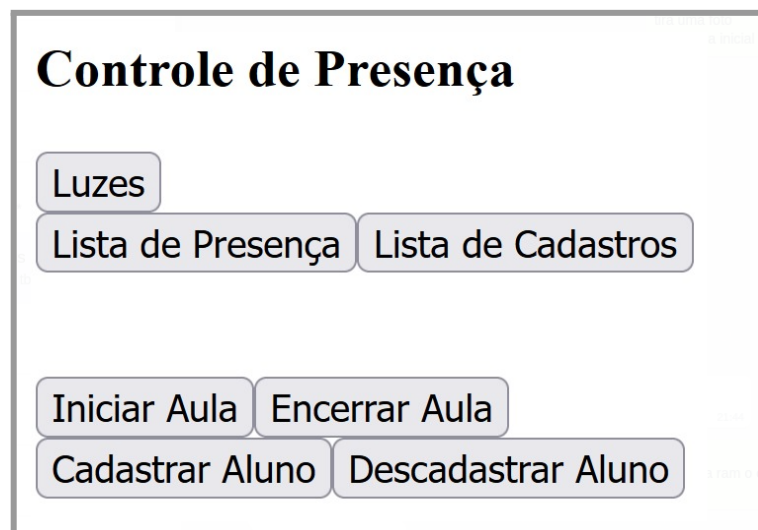 Controle de Presença
Luzes
Lista de Presença Lista de Cadastros
Iniciar Aula Encerrar Aula
Cadastrar Aluno Descadastrar Aluno